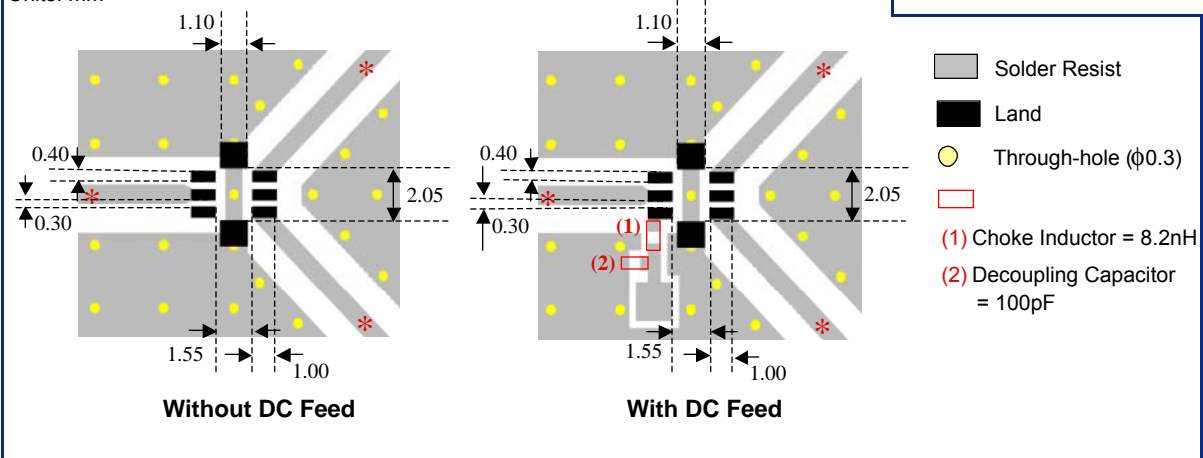 1.10
0.40
0.30
2.05
1.55
1.00
*
*
*
Without DC Feed
1.10
0.40
0.30
2.05
1.55
1.00
*
*
*
(1)
(2)
With DC Feed
Solder Resist
Land
Through-hole (ϕ0.3)
(1) Choke Inductor = 8.2nH
(2) Decoupling Capacitor
= 100pF